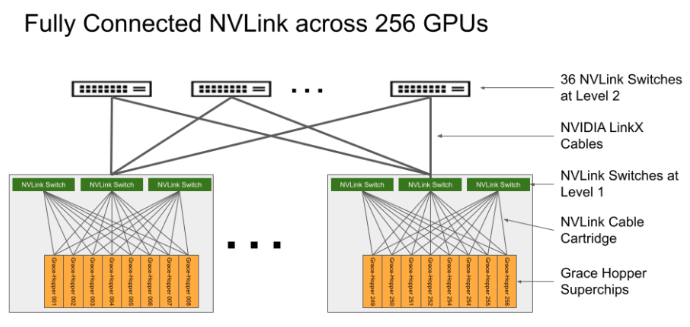 Fully Connected NVLink across 256 GPUs
36 NVLink Switches
at Level 2
NVIDIA LinkX
Cables
NVLink Switch
NVLink Switch
NVLink Switch
NVLink Switch
NVLink Switch
NVLink Switch
NVLink Switches at
Level 1
NVLink Cable
Cartridge
Grace-Hopper 001
Grace-Hopper 002
Grace-Hopper 003
Grace-Hopper 004
Grace-Hopper 005
Grace-Hopper 006
Grace-Hopper 007
Grace-Hopper 008
Grace-Hopper 249
Grace-Hopper 250
Grace-Hopper 251
Grace-Hopper 252
Grace-Hopper 254
Grace-Hopper 254
Grace-Hopper 255
Grace-Hopper 256
Grace Hopper
Superchips